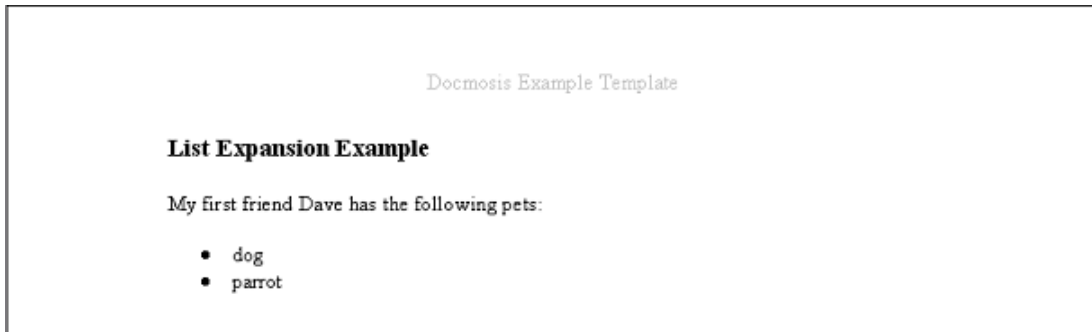 Docmosis Example Template
List Expansion Example
My first friend Dave has the following pets:
• dog
• parrot